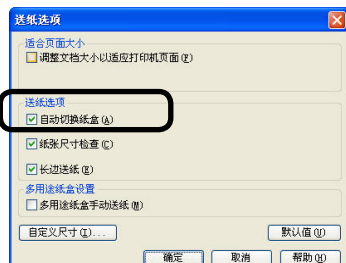 送纸选项
适合页面大小
调整文档大小以适应打印机页面(F)
送纸选项
自动切换纸盒(A)
纸张尺寸检查(C)
长边送纸(E)
多用途纸盒设置
多用途纸盒手动送纸(M)
自定义尺寸(I)... 默认值(U)
确定 取消 帮助(H)